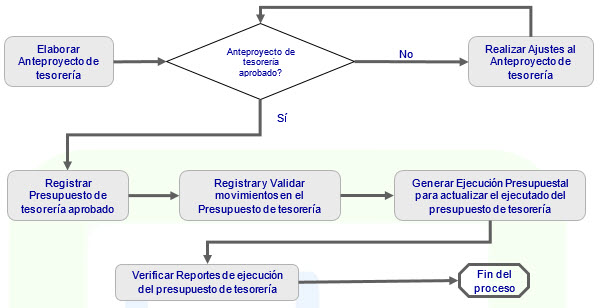 Elaborar
Anteproyecto de
tesorería
Anteproyecto de
tesorería
aprobado?
No
Realizar Ajustes al
Anteproyecto de
tesorería
Sí
Registrar
Presupuesto de
tesorería aprobado
Registrar y Validar
movimientos en el
Presupuesto de tesorería
Generar Ejecución Presupuestal
para actualizar el ejecutado del
presupuesto de tesorería
Verificar Reportes de ejecución
del presupuesto de tesorería
Fin del
proceso